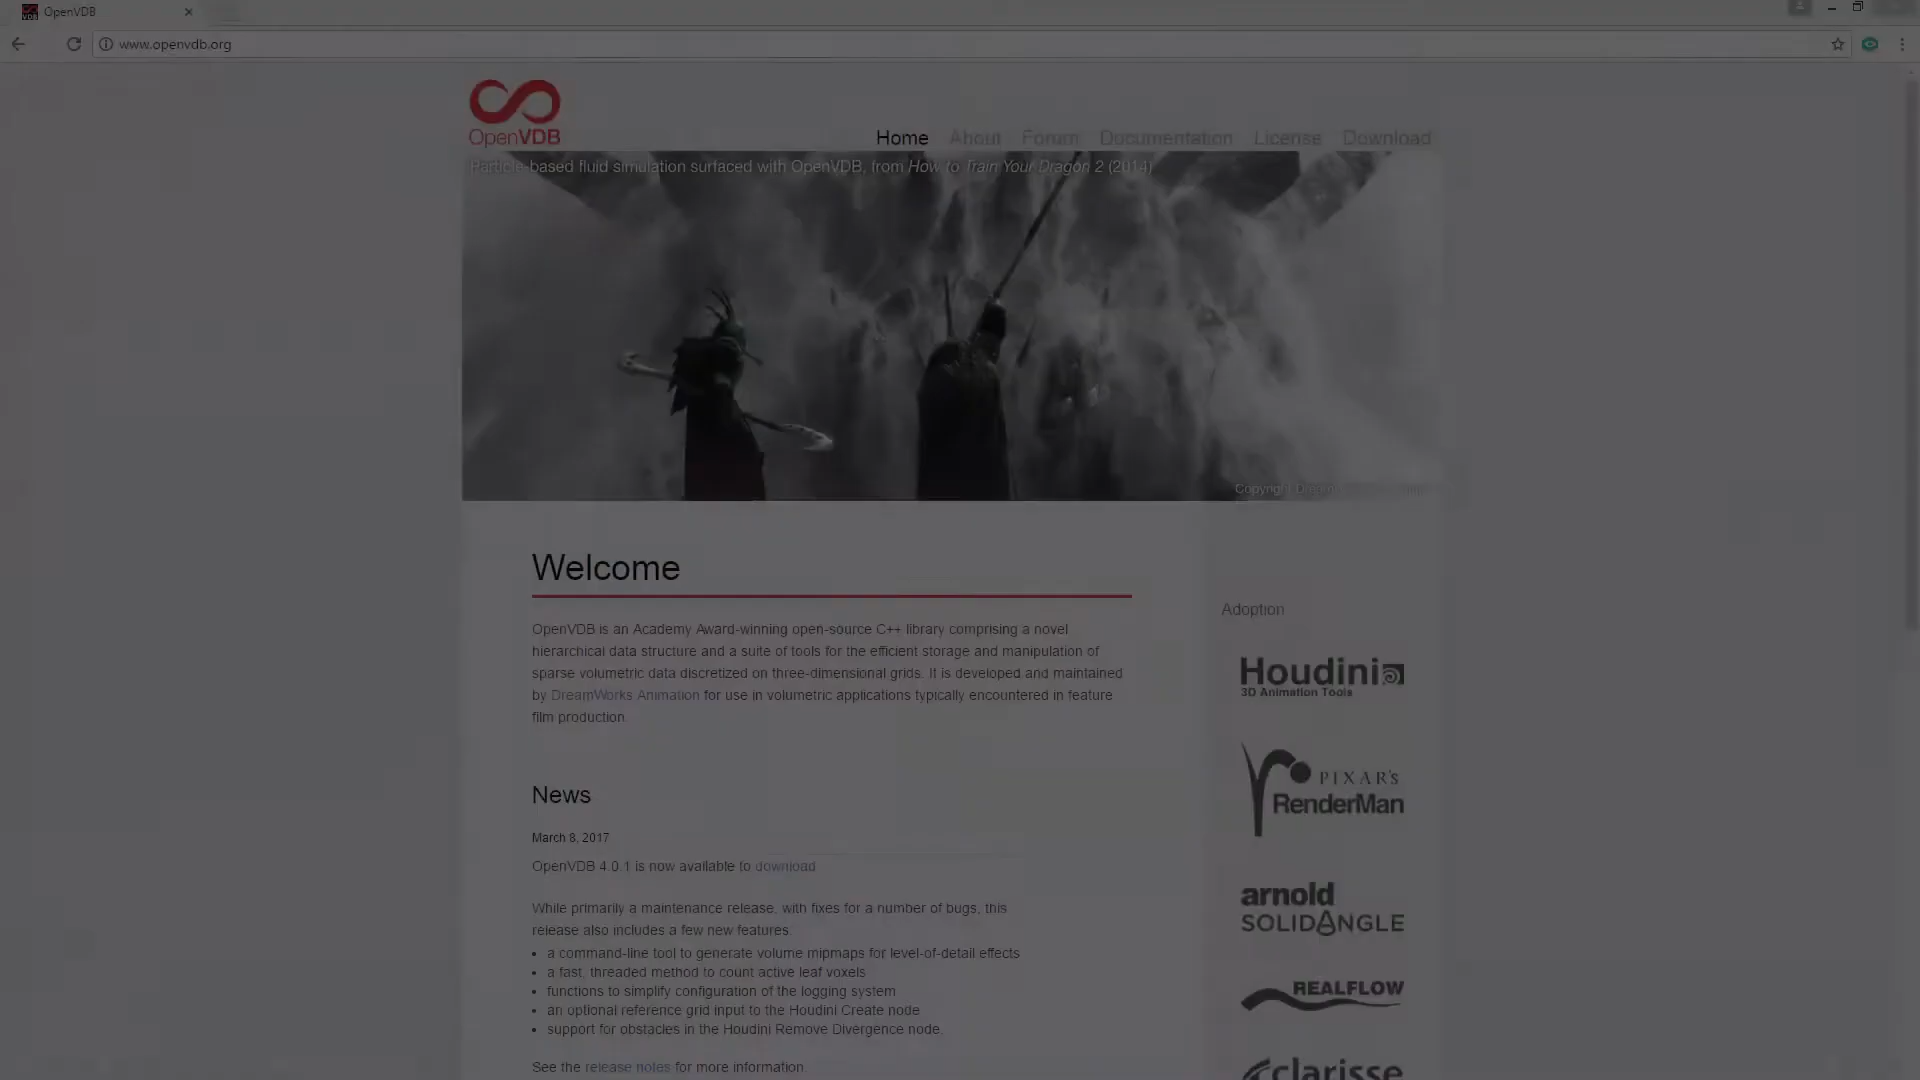 OpenVDB
www.openvdb.org
OpenVDB
Home About Forum Documentation License Download
Particle-based fluid simulation surfaced with OpenVDB, from How to Train Your Dragon 2 (2014)
Copyright
Welcome
OpenVDB is an Academy Award-winning open-source C++ library comprising a novel
hierarchical data structure and a suite of tools for the efficient storage and manipulation of
sparse volumetric data discretized on three-dimensional grids. It is developed and maintained
by DreamWorks Animation for use in volumetric applications typically encountered in feature
film production.
News
March 8, 2017
OpenVDB 4.0.1 is now available to download
While primarily a maintenance release, with fixes for a number of bugs, this
release also includes a few new features:
• a command-line tool to generate volume mipmaps for level-of-detail effects
• a fast, threaded method to count active leaf voxels
• functions to simplify configuration of the logging system
• an optional reference grid input to the Houdini Create node
• support for obstacles in the Houdini Remove Divergence node.
See the release notes for more information.
Adoption
Houdini
3D Animation Tools
PIXAR's
RenderMan
arnold
SOLIDANGLE
REALFLOW
clarisse